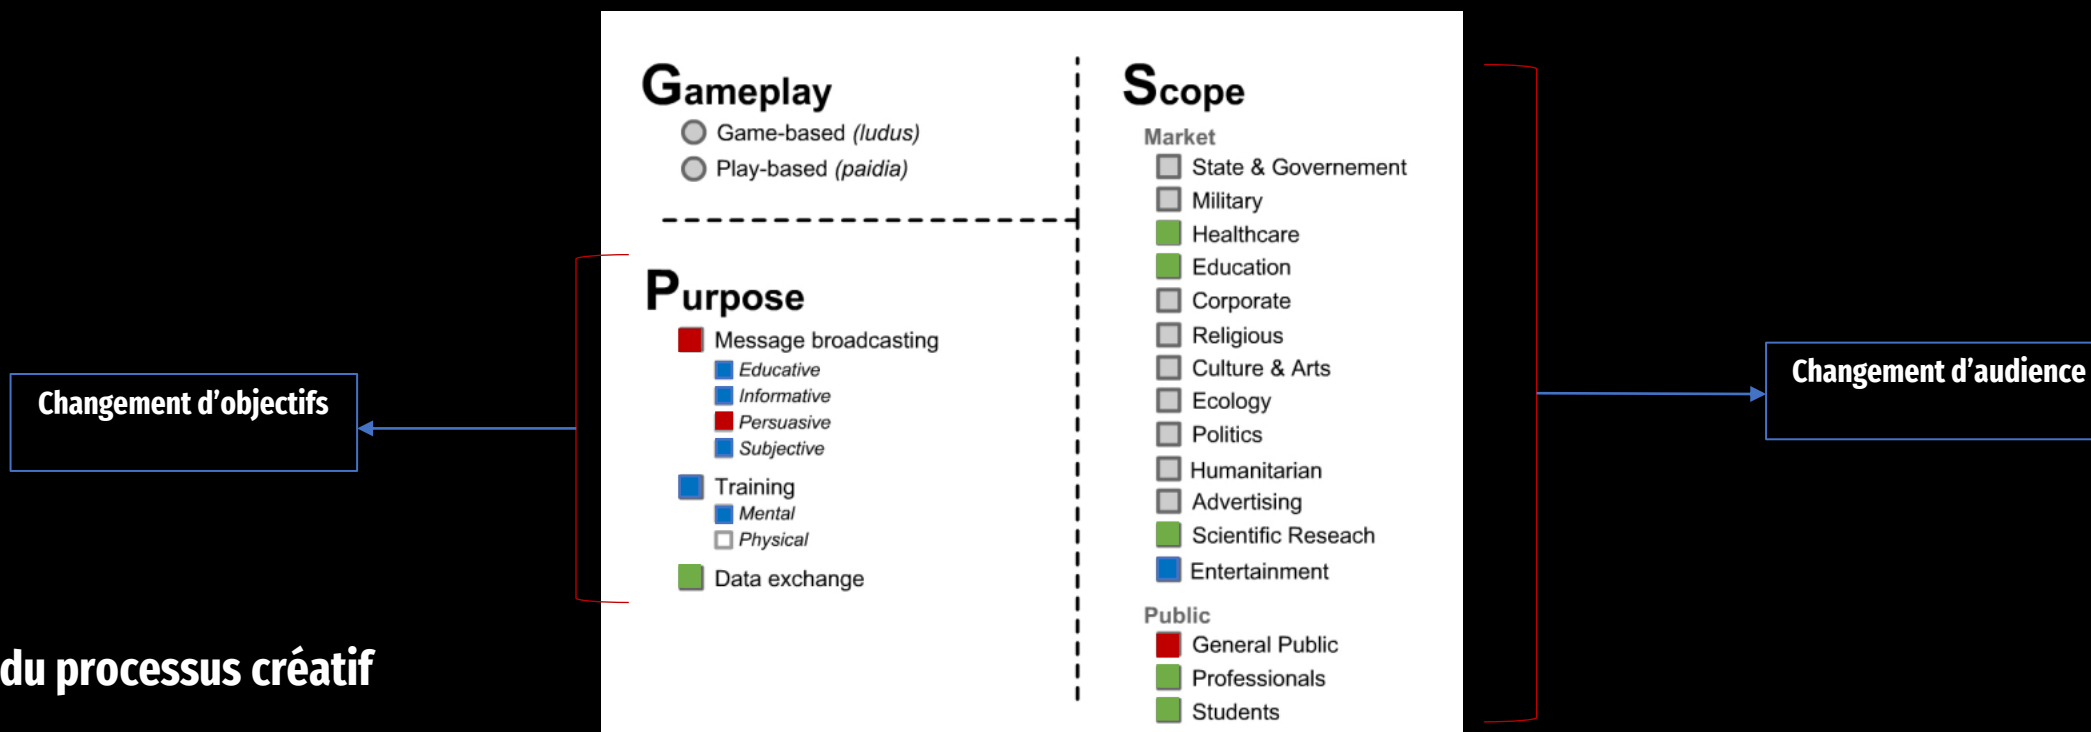 Gameplay
Game-based (ludus)
Play-based (paidia)
Purpose
Message broadcasting
Educative
Informative
Persuasive
Subjective
Training
Mental
Physical
Data exchange
Scope
Market
State & Governement
Military
Healthcare
Education
Corporate
Religious
Culture & Arts
Ecology
Politics
Humanitarian
Advertising
Scientific Reseach
Entertainment
Public
General Public
Professionals
Students
Changement d’objectifs
Changement d’audience
du processus créatif